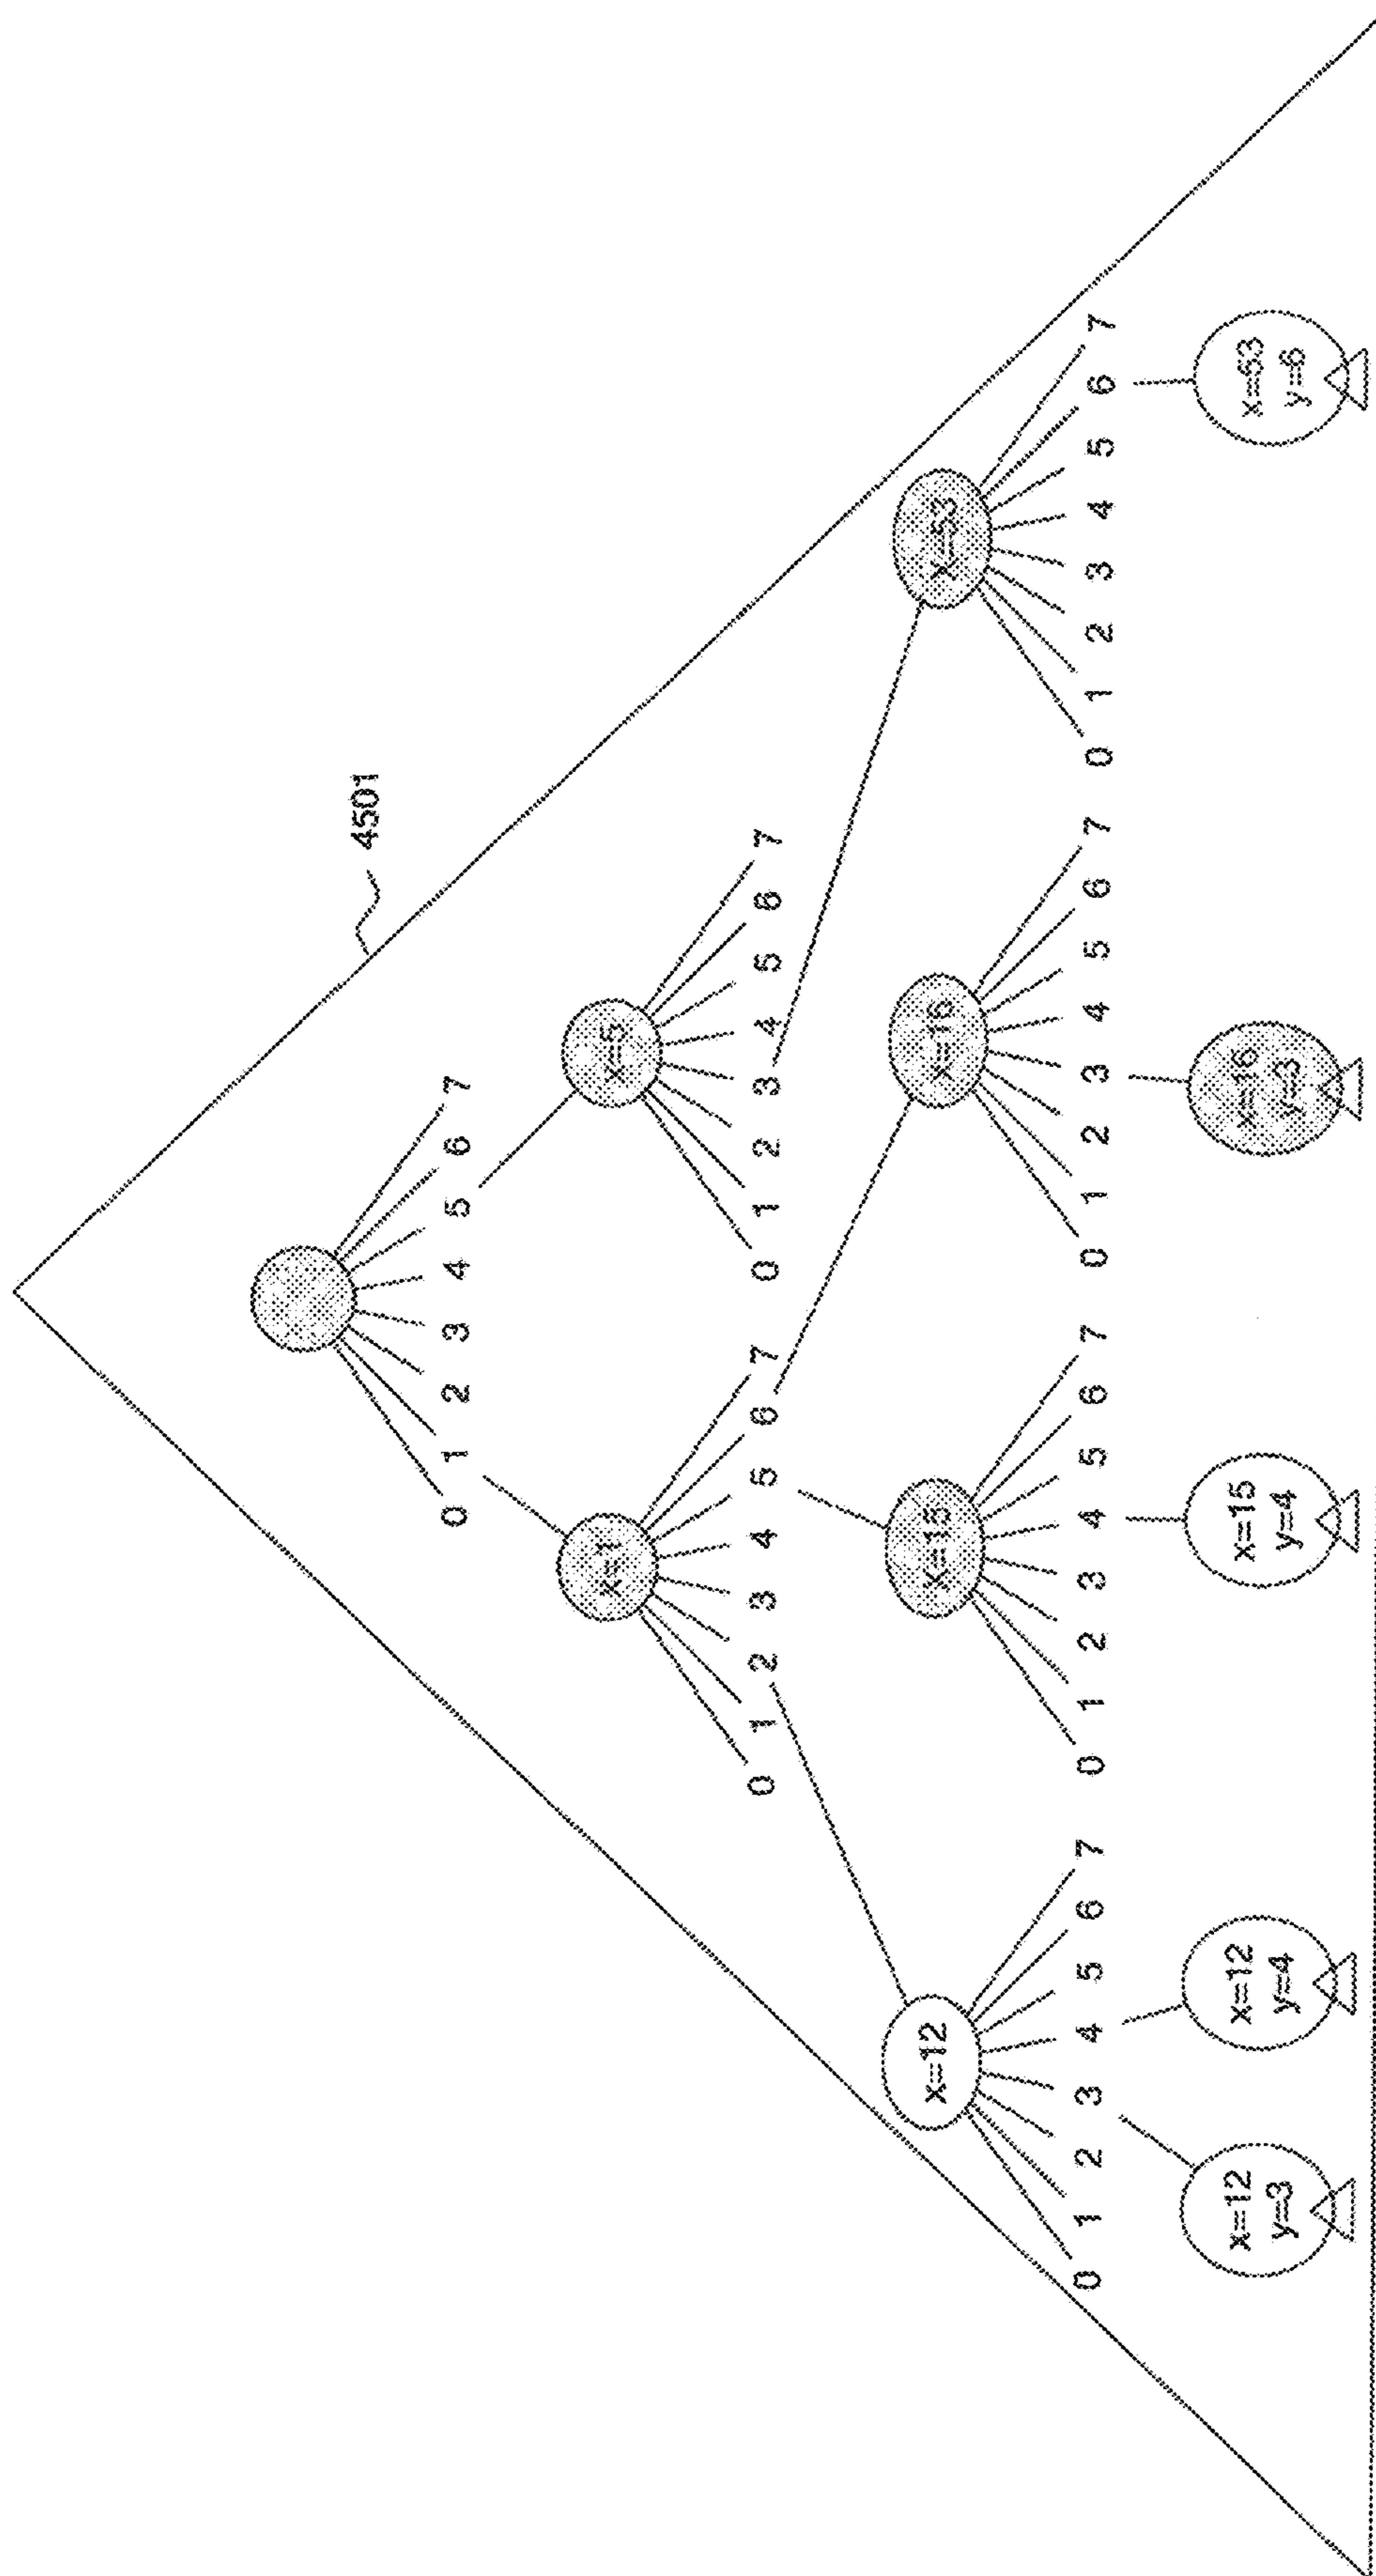 4501
0 1 2 3 4 5 6 7
x=1 x=5
0 1 2 3 4 5 6 7 0 1 2 3 4 5 6 7
x=12 x=15 x=16 x=53
0 1 2 3 4 5 6 7 0 1 2 3 4 5 6 7 0 1 2 3 4 5 6 7 0 1 2 3 4 5 6 7
x=12
y=3
x=12
y=4
x=15
y=4
x=16
y=3
x=53
y=6